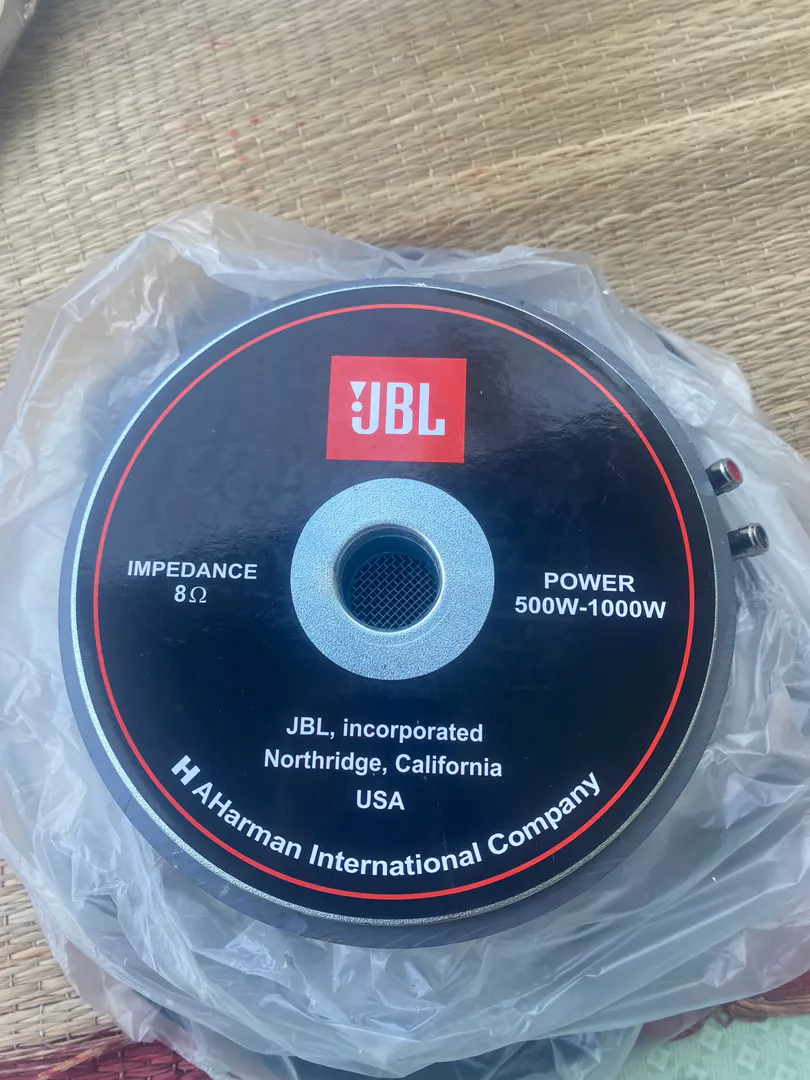 JBL
IMPEDANCE
8Ω
POWER
500W-1000W
JBL, incorporated
Northridge, California
USA
H AHarman International Company